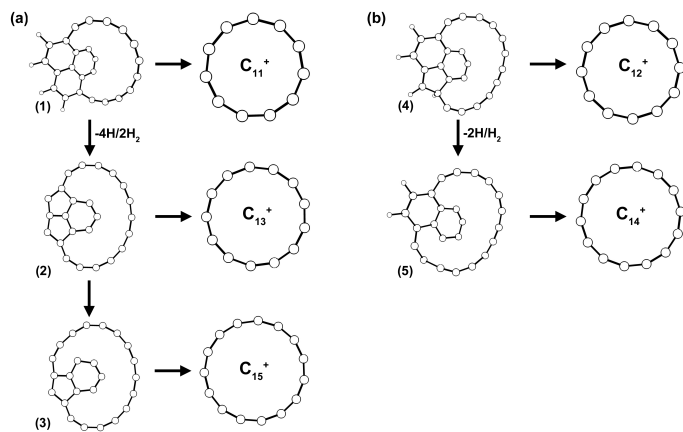 (a)
(b)
C₁₁⁺
C₁₂⁺
(1)
(4)
-4H/2H₂
-2H/H₂
C₁₃⁺
C₁₄⁺
(2)
(5)
C₁₅⁺
(3)